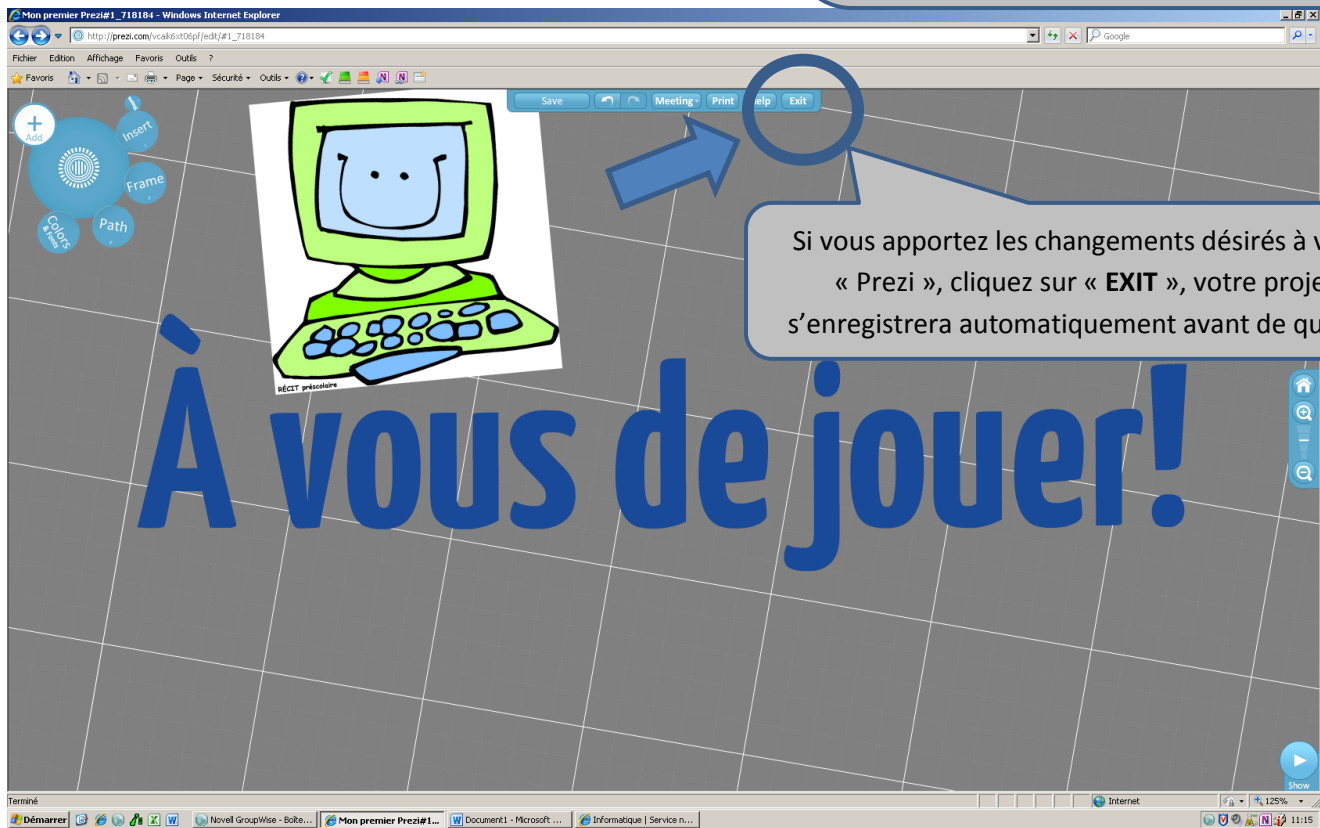 Mon premier Prezi#1_718184 - Windows Internet Explorer
http://prezi.com/vcaik6xt06pf/edit/#1_718184
Google
Fichier Edition Affichage Favoris Outils ?
Favoris Page Sécurité Outils
Save Meeting Print elp Exit
+
Add
Insert
Frame
Path
Colors
& Fonts
Si vous apportez les changements désirés à v
« Prezi », cliquez sur « EXIT », votre proje
s’enregistrera automatiquement avant de qu
RÉCIT préscolaire
À vous de jouer!
Show
Terminé Internet 125%
Démarrer Novell GroupWise - Boîte... Mon premier Prezi#1... Document1 - Microsoft ... Informatique | Service n... 11:15